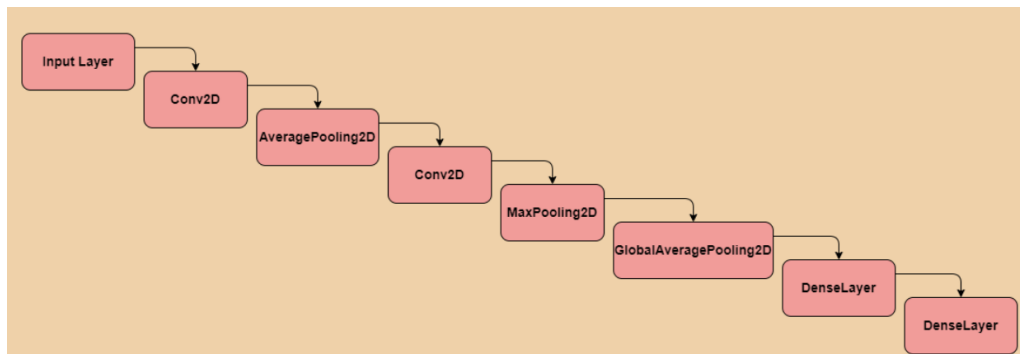 Input Layer
Conv2D
AveragePooling2D
Conv2D
MaxPooling2D
GlobalAveragePooling2D
DenseLayer
DenseLayer